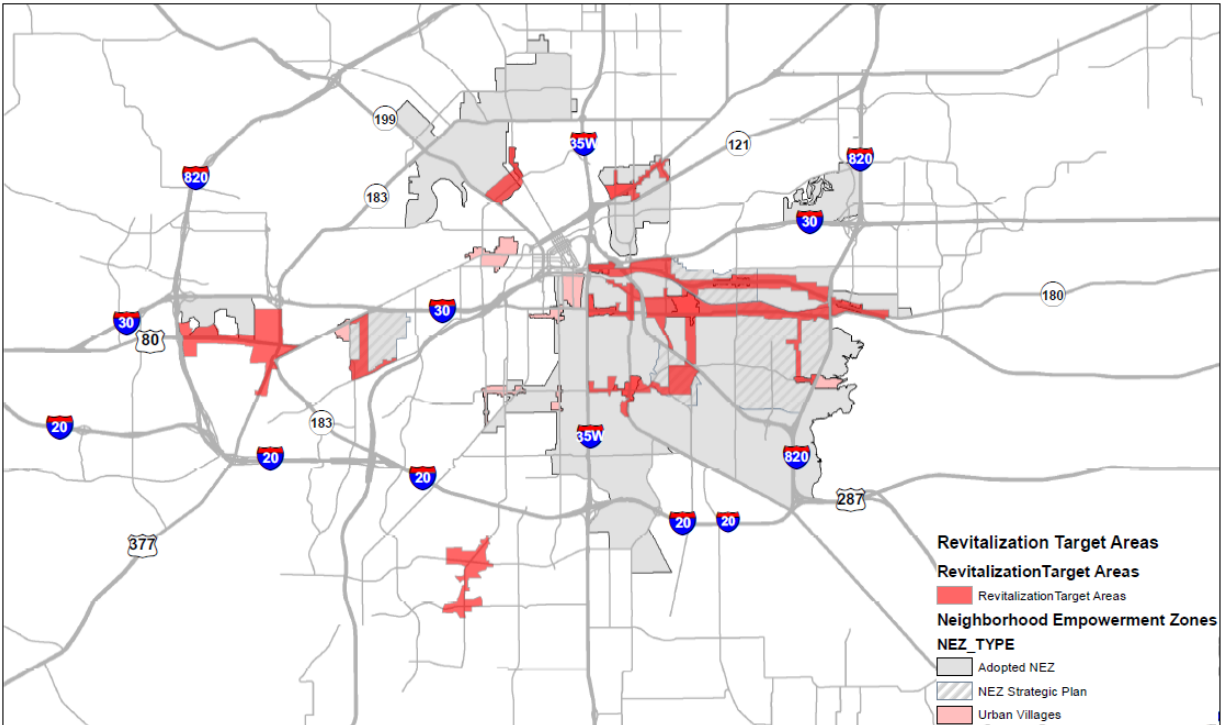 199
35W
121
820
820
183
30
30
180
30
80
183
20
35W
20
820
20
287
20
20
377
Revitalization Target Areas
RevitalizationTarget Areas
RevitalizationTarget Areas
Neighborhood Empowerment Zones
NEZ_TYPE
Adopted NEZ
NEZ Strategic Plan
Urban Villages